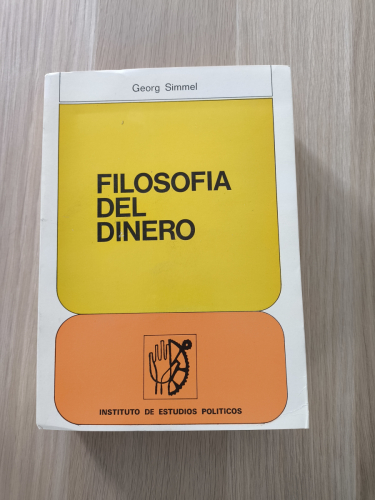 Georg Simmel
FILOSOFIA
DEL
DINERO
INSTITUTO DE ESTUDIOS POLITICOS